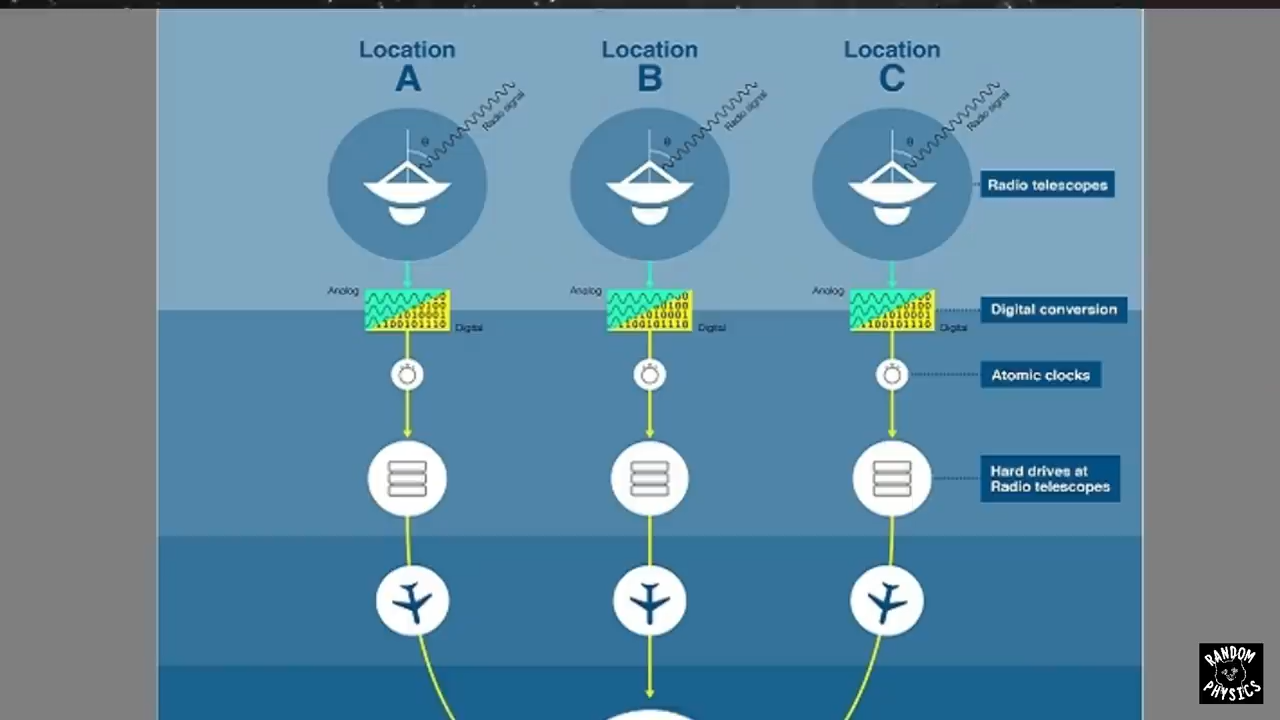 Location
A
Location
B
Location
C
θ
Radio signal
θ
Radio signal
θ
Radio signal
Radio telescopes
Analog
Digital
Analog
Digital
Analog
Digital
Digital conversion
Atomic clocks
Hard drives at
Radio telescopes
RANDOM
PHYSICS